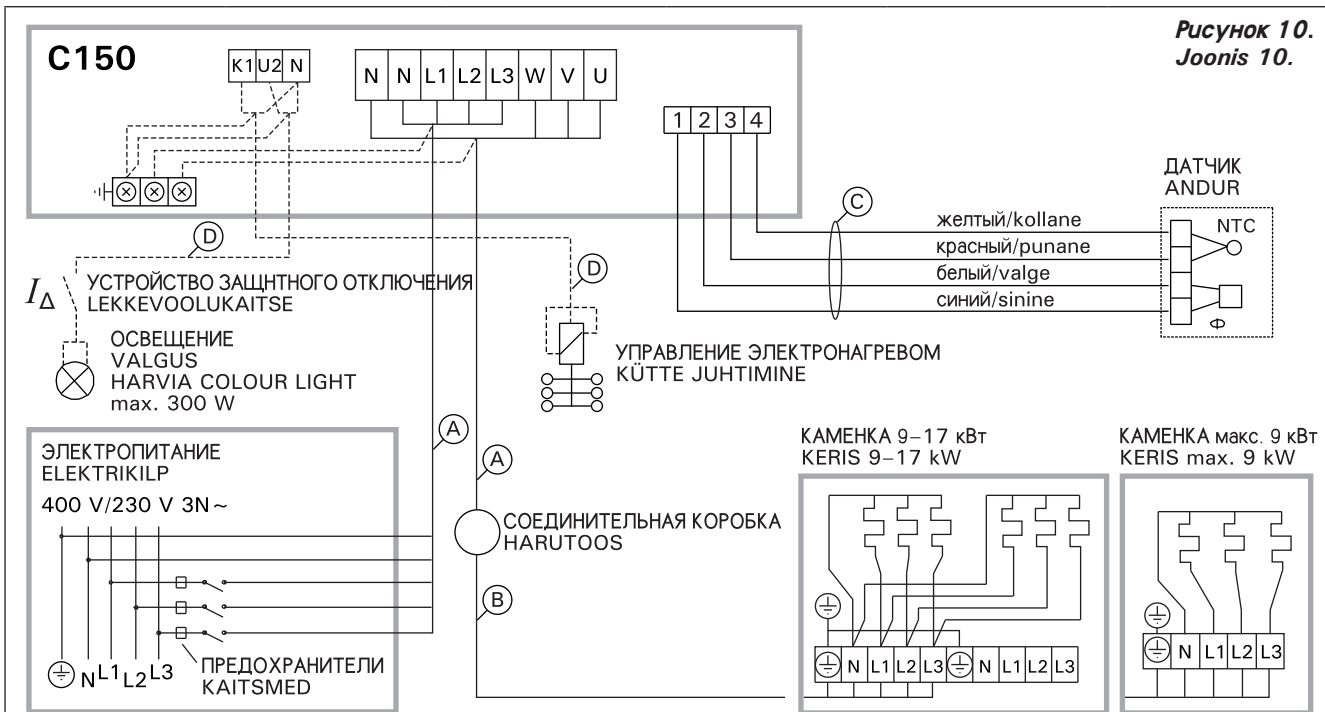 Рисунок 10.
Joonis 10.
C150
K1 U2 N
N N L1 L2 L3 W V U
1 2 3 4
ДАТЧИК
ANDUR
NTC
C
желтый/kollane
красный/punane
белый/valge
синий/sinine
D
I∆
УСТРОЙСТВО ЗАЩНТНОГО ОТКЛЮЧЕНИЯ
LEKKEVOOLUKAITSE
ОСВЕЩЕНИЕ
VALGUS
HARVIA COLOUR LIGHT
max. 300 W
D
УПРАВЛЕНИЕ ЭЛЕКТРОНАГРЕВОМ
KÜTTE JUHTIMINE
A
A
ЭЛЕКТРОПИТАНИЕ
ELEKTRIKILP
400 V/230 V 3N~
N L1 L2 L3
ПРЕДОХРАНИТЕЛИ
KAITSMED
СОЕДИНИТЕЛЬНАЯ КОРОБКА
HARUTOOS
B
КАМЕНКА 9–17 кВт
KERIS 9–17 kW
N L1 L2 L3 N L1 L2 L3
КАМЕНКА макс. 9 кВт
KERIS max. 9 kW
N L1 L2 L3